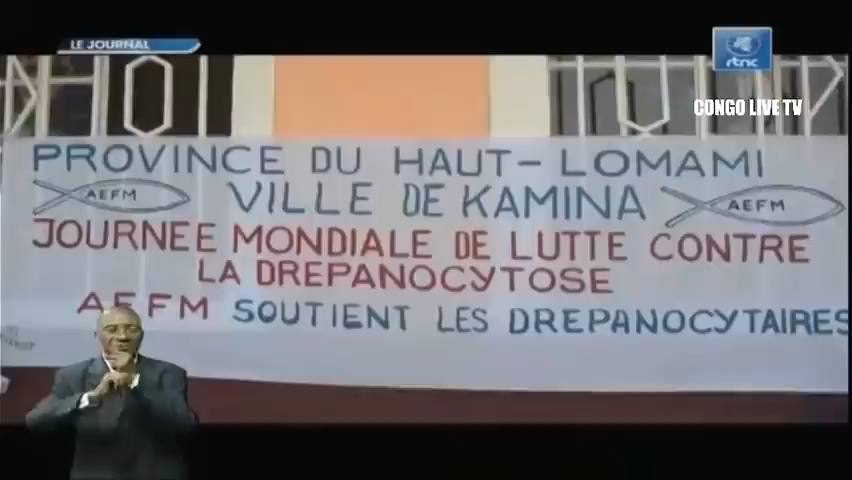 LE JOURNAL
rtnc
CONGO LIVE TV
PROVINCE DU HAUT-LOMAMI
AEFM VILLE DE KAMINA AEFM
JOURNEE MONDIALE DE LUTTE CONTRE
LA DREPANOCYTOSE
AEFM SOUTIENT LES DREPANOCYTAIRES